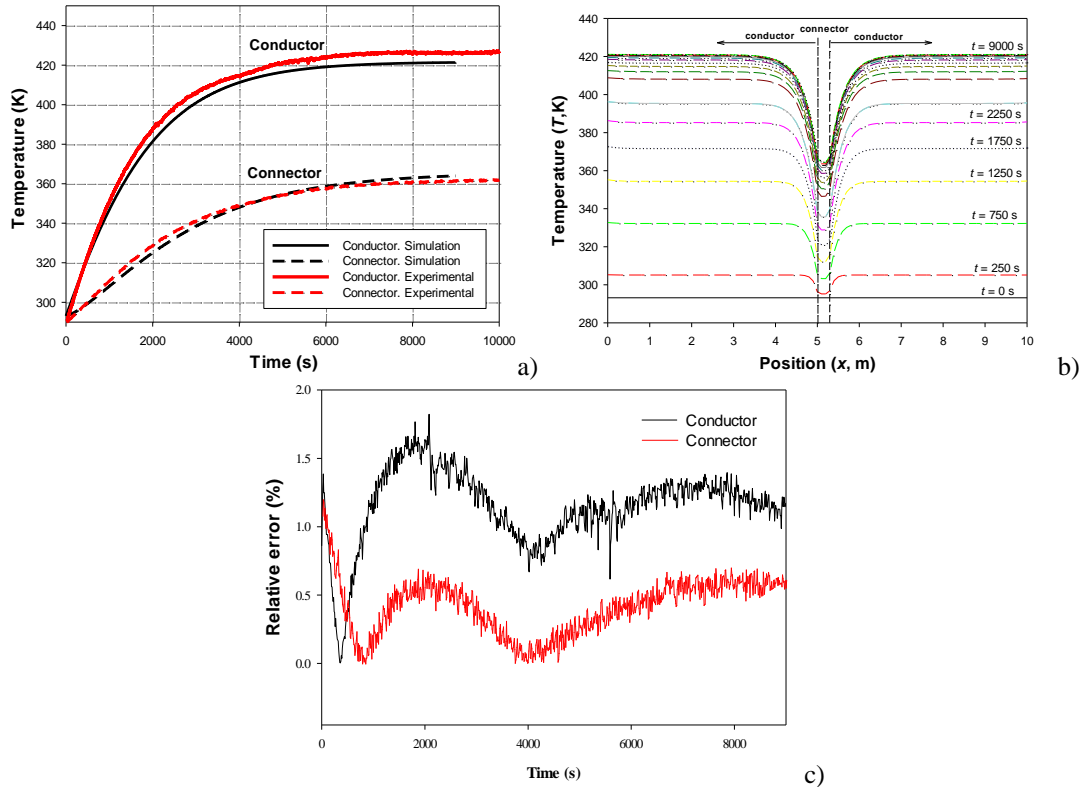 Temperature (K)
440
420
400
380
360
340
320
300
0
2000
4000
6000
8000
10000
Time (s)
Conductor
Connector
Conductor. Simulation
Connector. Simulation
Conductor. Experimental
Connector. Experimental
a)
Temperature (T,K)
440
420
400
380
360
340
320
300
280
0 1 2 3 4 5 6 7 8 9 10
Position (x, m)
connector
conductor
conductor
t = 9000 s
t = 2250 s
t = 1750 s
t = 1250 s
t = 750 s
t = 250 s
t = 0 s
b)
Relative error (%)
2.0
1.5
1.0
0.5
0.0
0
2000
4000
6000
8000
Time (s)
Conductor
Connector
c)